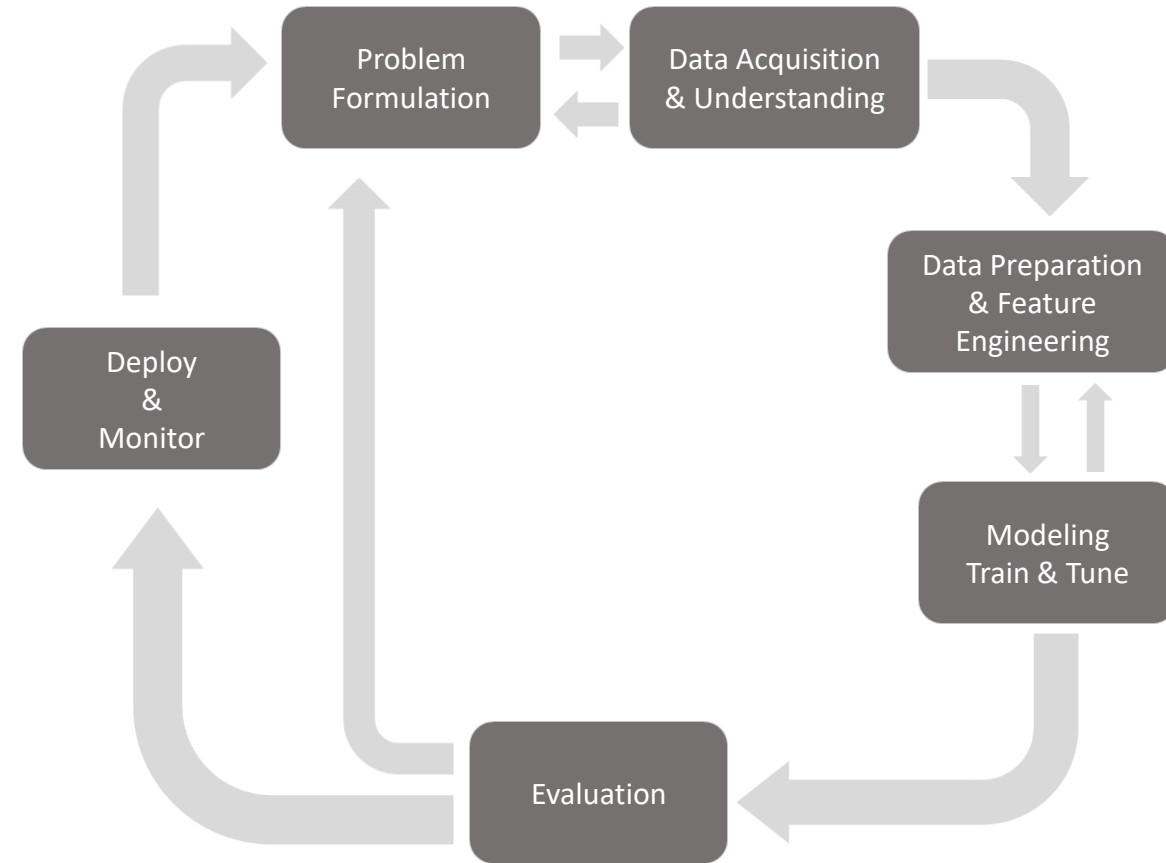 Problem
Formulation
Data Acquisition
& Understanding
Data Preparation
& Feature
Engineering
Modeling
Train & Tune
Evaluation
Deploy
&
Monitor